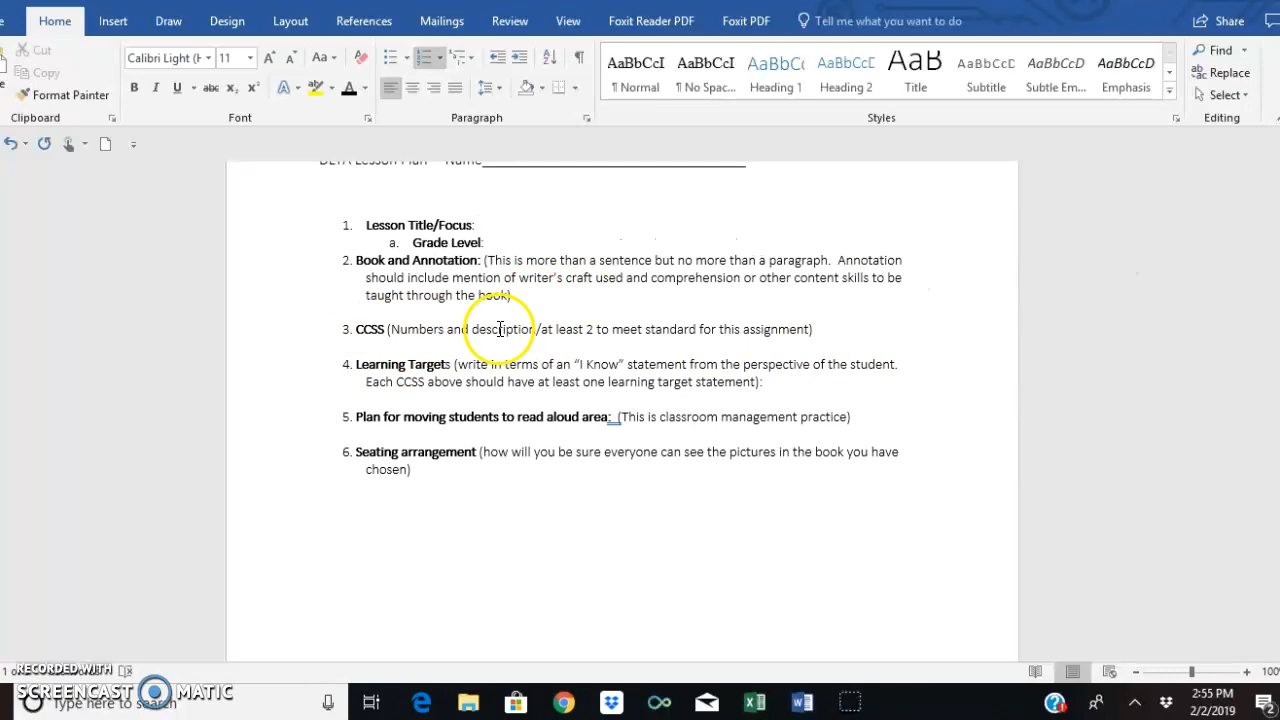 Home Insert Draw Design Layout References Mailings Review View Foxit Reader PDF Foxit PDF Tell me what you want to do Share
Cut
Copy
Format Painter
Calibri Light (H 11
Find
Replace
Select
AaBbCcI AaBbCcI AaBbC AaBbCcI AaB AaBbCcD AaBbCcD AaBbCcD
¶ Normal ¶ No Spac... Heading 1 Heading 2 Title Subtitle Subtle Em... Emphasis
Clipboard Font Paragraph Styles Editing
Lesson Plan Name
1. Lesson Title/Focus:
a. Grade Level:
2. Book and Annotation: (This is more than a sentence but no more than a paragraph. Annotation
should include mention of writer's craft used and comprehension or other content skills to be
taught through the book)
3. CCSS (Numbers and description/at least 2 to meet standard for this assignment)
4. Learning Targets (write in terms of an “I Know” statement from the perspective of the student.
Each CCSS above should have at least one learning target statement):
5. Plan for moving students to read aloud area: (This is classroom management practice)
6. Seating arrangement (how will you be sure everyone can see the pictures in the book you have
chosen)
RECORDED WITH
SCREENCAST MATIC
Type here to search
100
2:55 PM
2/2/2019